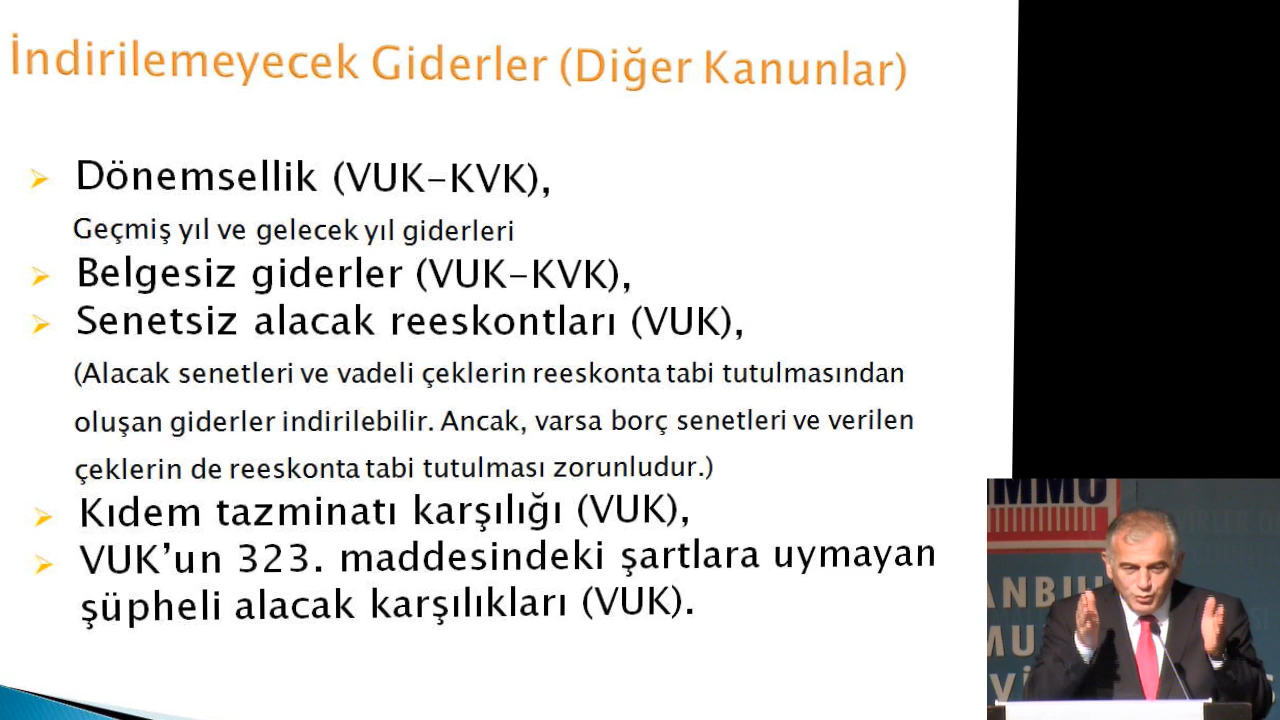 İndirilemeyecek Giderler (Diğer Kanunlar)
Dönemsellik (VUK-KVK),
Geçmiş yıl ve gelecek yıl giderleri
Belgesiz giderler (VUK-KVK),
Senetsiz alacak reeskontları (VUK),
(Alacak senetleri ve vadeli çeklerin reeskonta tabi tutulmasından
oluşan giderler indirilebilir. Ancak, varsa borç senetleri ve verilen
çeklerin de reeskonta tabi tutulması zorunludur.)
Kıdem tazminatı karşılığı (VUK),
VUK’un 323. maddesindeki şartlara uymayan
şüpheli alacak karşılıkları (VUK).